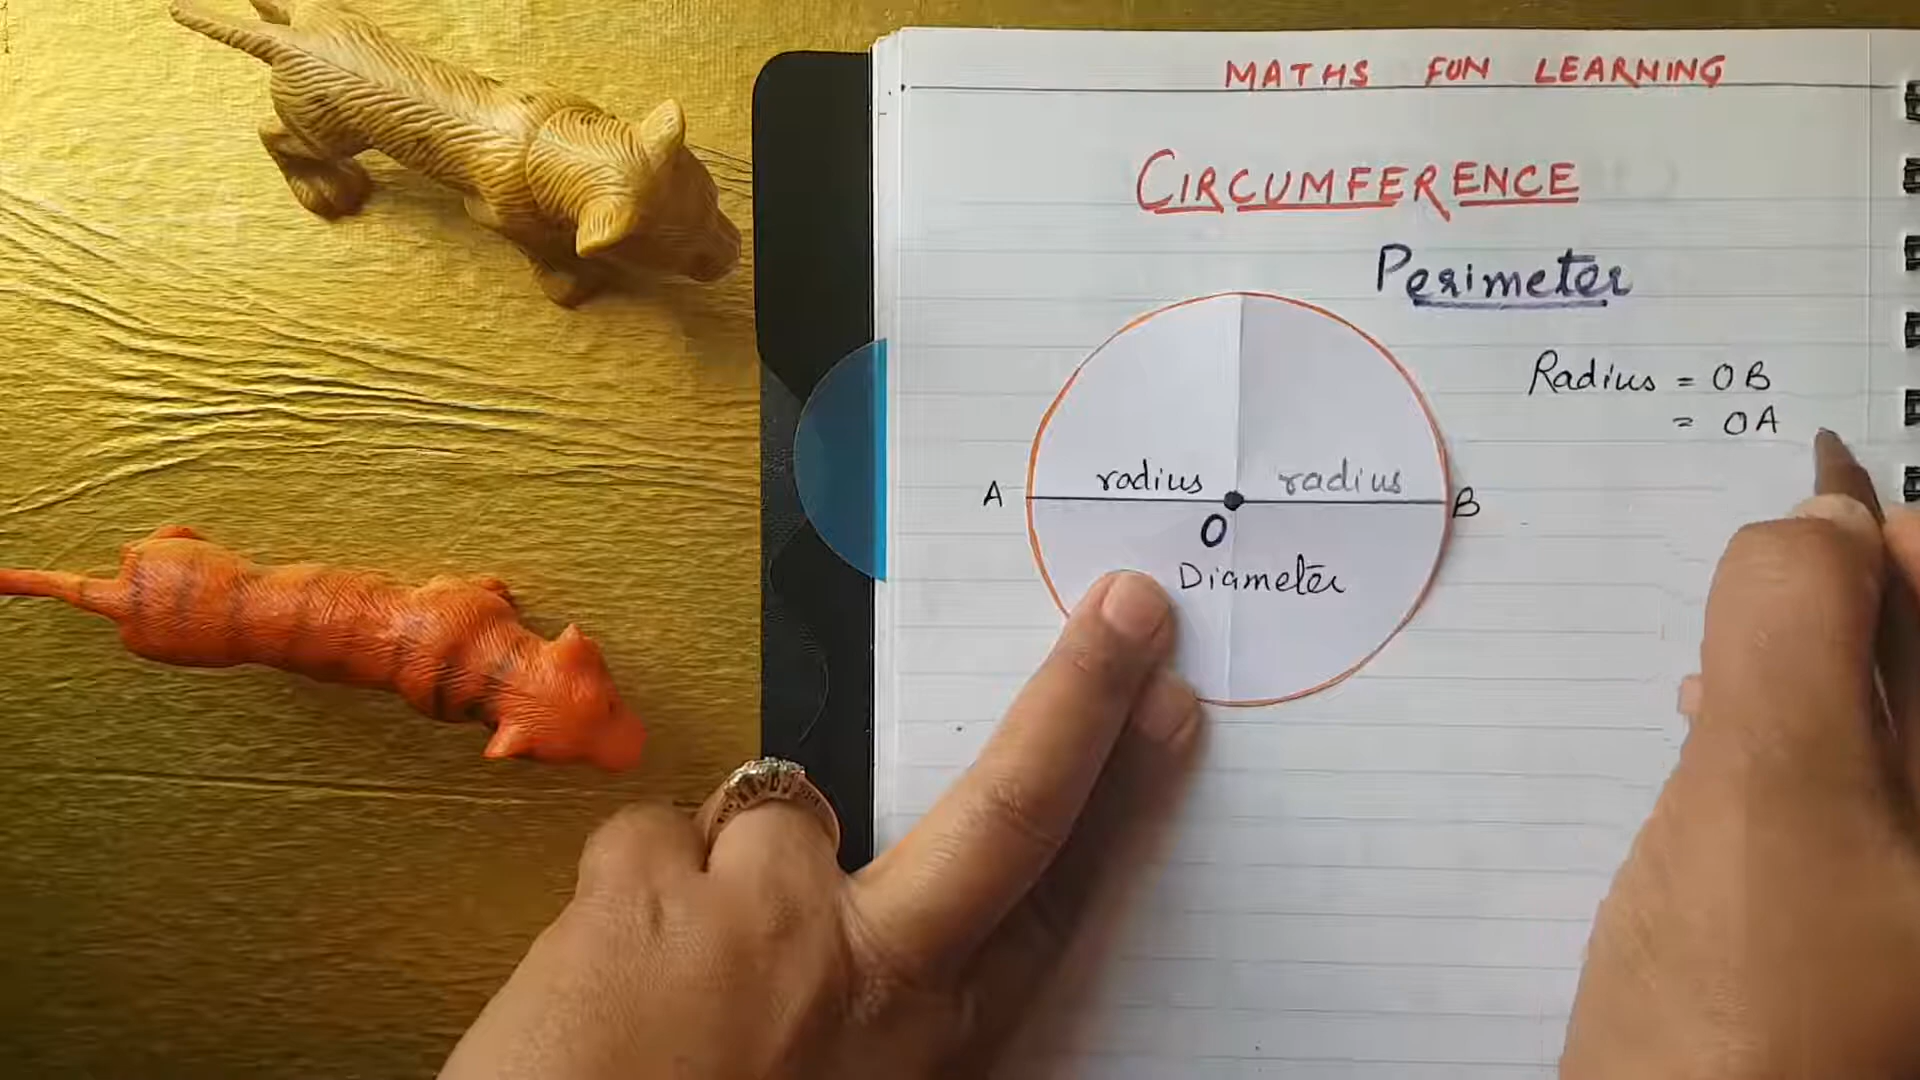 MATHS FUN LEARNING
CIRCUMFERENCE
Perimeter
Radius = OB
= OA
A radius radius B
O
Diameter